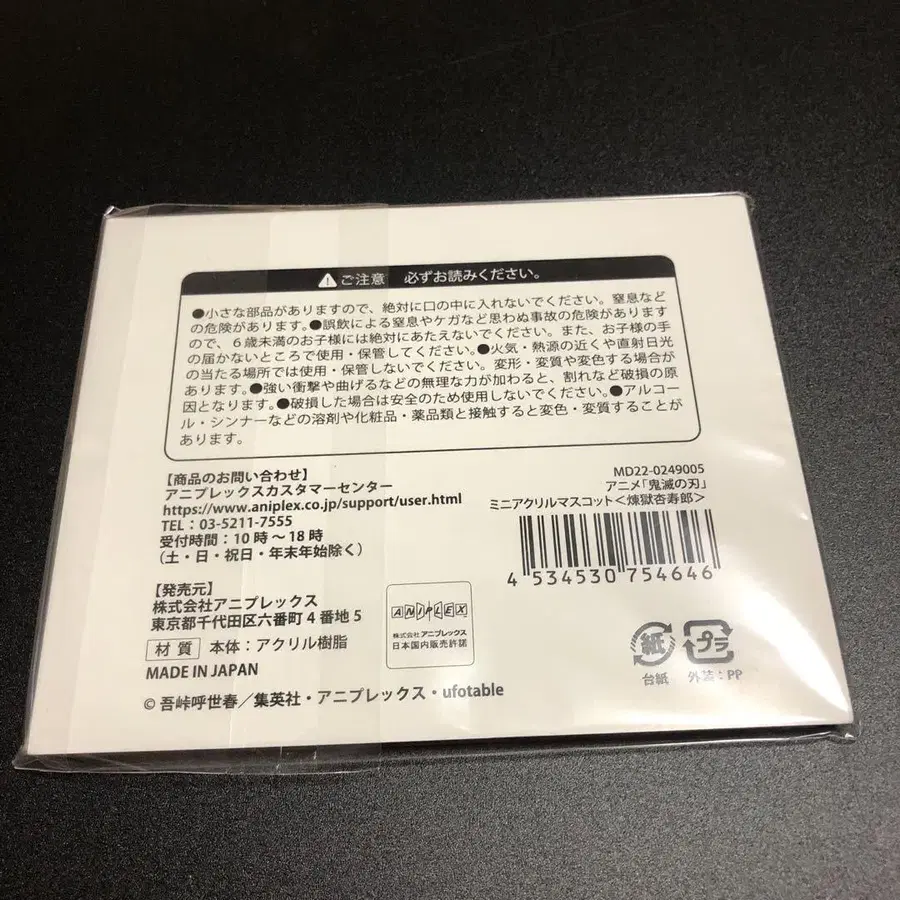 ご注意 必ずお読みください。
●小さな部品がありますので、絶対に口の中に入れないでください。窒息など
の危険があります。●誤飲による窒息やケガなど思わぬ事故の危険があります
ので、6歳未満のお子様には絶対にあたえないでください。また、お子様の手
の届かないところで使用・保管してください。●火気・熱源の近くや直射日光
の当たる場所では使用・保管しないでください。変形・変質や変色する場合が
あります。●強い衝撃や曲げるなどの無理な力が加わると、割れなど破損の原
因となります。●破損した場合は安全のため使用しないでください。●アルコー
ル・シンナーなどの溶剤や化粧品・薬品類と接触すると変色・変質することが
あります。
【商品のお問い合わせ】
アニプレックスカスタマーセンター
https://www.aniplex.co.jp/support/user.html
TEL:03-5211-7555
受付時間:10時〜18時
(土・日・祝日・年末年始除く)
【発売元】
株式会社アニプレックス
東京都千代田区六番町4番地5
材質 本体:アクリル樹脂
MADE IN JAPAN
©吾峠呼世春/集英社・アニプレックス・ufotable
ANIPLEX
株式会社アニプレックス
日本国内販売許諾
MD22-0249005
アニメ「鬼滅の刃」
ミニアクリルマスコット<煉獄杏寿郎>
4 534530 754646
紙
台紙
プラ
外装:PP